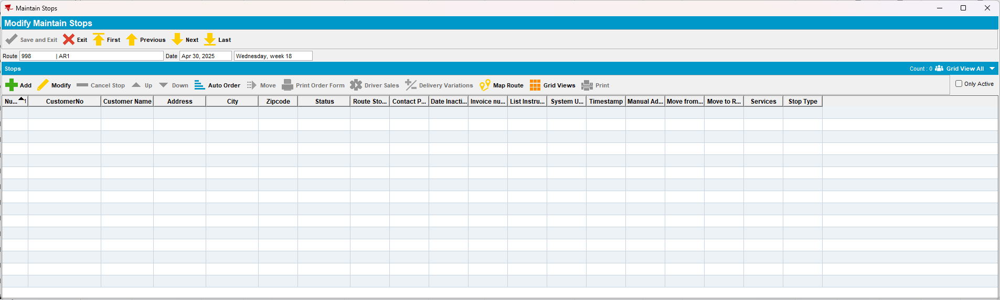 Maintain Stops
Modify Maintain Stops
Save and Exit Exit First Previous Next Last
Route 998 | AR1 Date Apr 30, 2025 Wednesday, week 18
Stops Count : 0 Grid View All
Add Modify Cancel Stop Up Down Auto Order Move Print Order Form Driver Sales Delivery Variations Map Route Grid Views Print Only Active
Nu... 1 CustomerNo Customer Name Address City Zipcode Status Route Sto... Contact P... Date Inacti... Invoice nu... List Instru... System U... Timestamp Manual Ad... Move from... Move to R... Services Stop Type